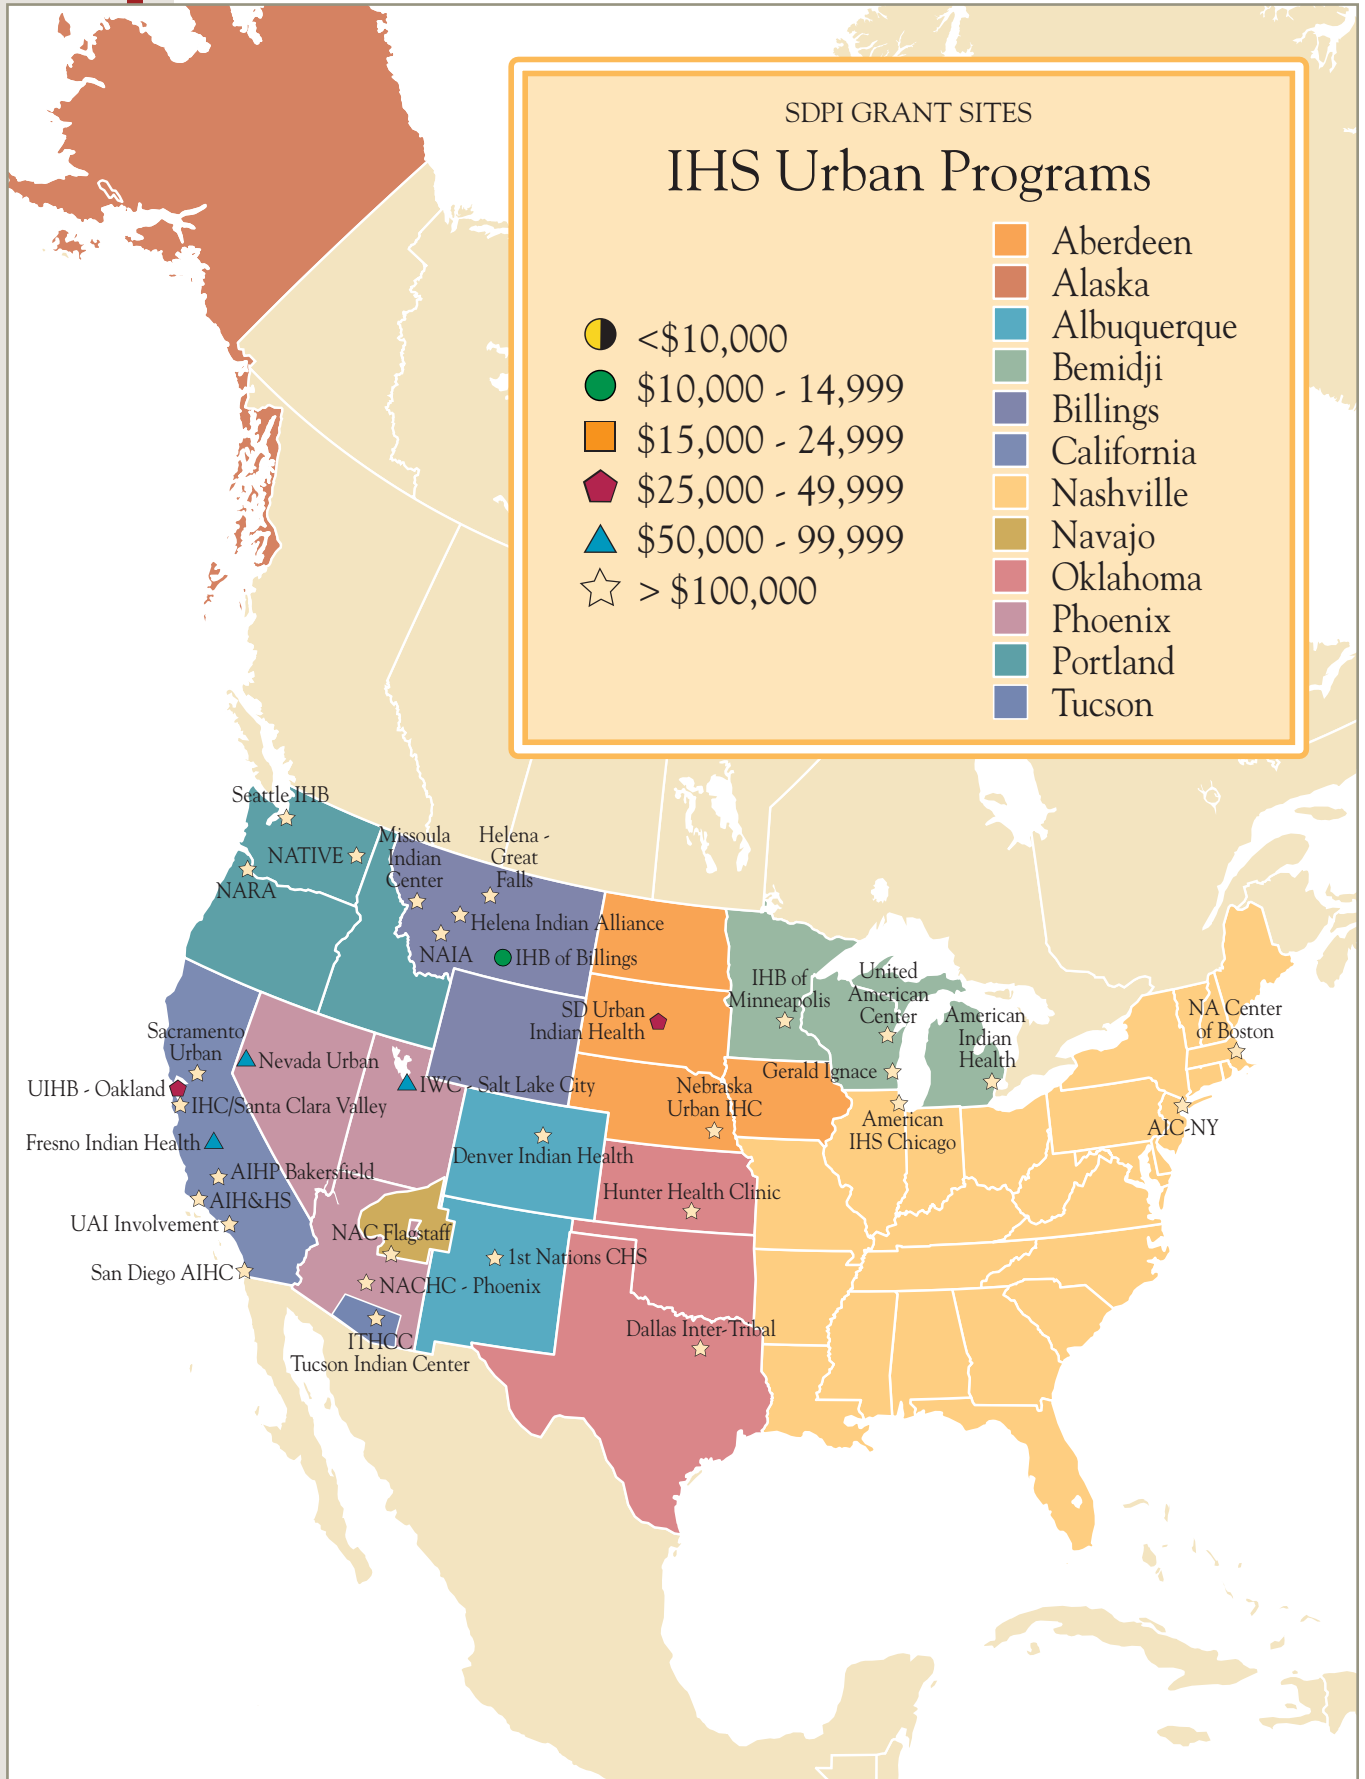 SDPI GRANT SITES
IHS Urban Programs
<$10,000
$10,000 - 14,999
$15,000 - 24,999
$25,000 - 49,999
$50,000 - 99,999
> $100,000
Aberdeen
Alaska
Albuquerque
Bemidji
Billings
California
Nashville
Navajo
Oklahoma
Phoenix
Portland
Tucson
Seattle IHB
NATIVE
NARA
Missoula
Indian
Center
Helena -
Great
Falls
Helena Indian Alliance
NAIA
IHB of Billings
SD Urban
Indian Health
IHB of
Minneapolis
United
American
Center
American
Indian
Health
NA Center
of Boston
Sacramento
Urban
Nevada Urban
UIHB - Oakland
IWC - Salt Lake City
IHC/Santa Clara Valley
Nebraska
Urban IHC
Gerald Ignace
American
IHS Chicago
AIC-NY
Fresno Indian Health
Denver Indian Health
AIHP Bakersfield
AIH&HS
Hunter Health Clinic
UAI Involvement
NAC Flagstaff
1st Nations CHS
San Diego AIHC
NACHC - Phoenix
Dallas Inter-Tribal
ITHCC
Tucson Indian Center